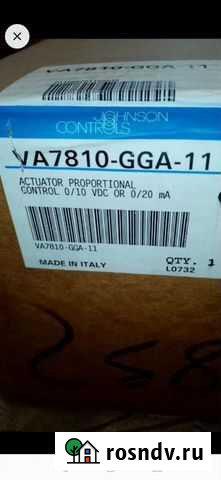 JOHNSON
CONTROLS
VA7810-GGA-11
ACTUATOR PROPORTIONAL
CONTROL 0/10 VDC OR 0/20 mA
VA7810-GGA-11
QTY. 1
MADE IN ITALY
L0732
rosndv.ru